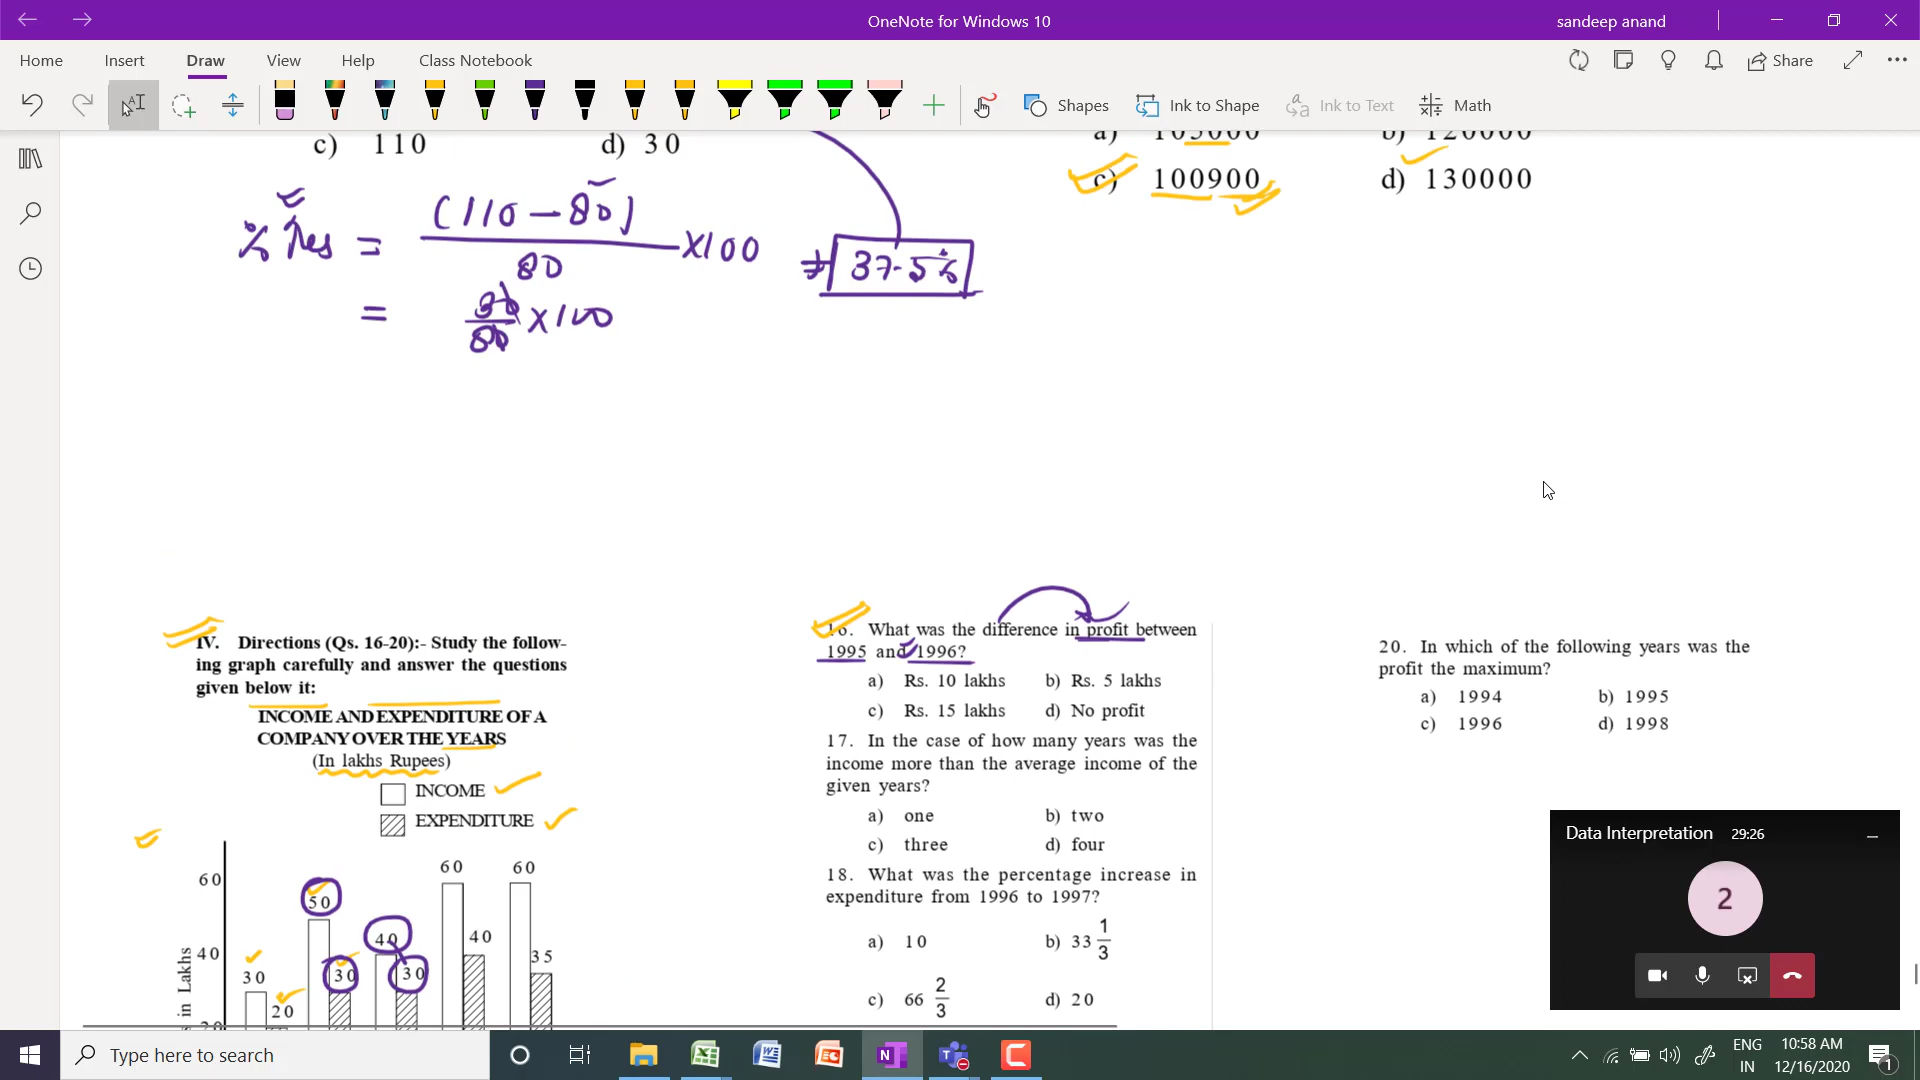 OneNote for Windows 10
sandeep anand
Home Insert Draw View Help Class Notebook
Share
Shapes Ink to Shape Ink to Text Math
c) 110 d) 30
(110 - 80)
% = ×100
80
37.5%
= 30/80 × 100
a) 105000 b) 120000
c) 100900 d) 130000
IV. Directions (Qs. 16-20):- Study the follow-
ing graph carefully and answer the questions
given below it:
INCOME AND EXPENDITURE OF A
COMPANY OVER THE YEARS
(In lakhs Rupees)
INCOME
EXPENDITURE
60 60
60
50
40
40
40
35
30
30
30
20
in Lakhs
16. What was the difference in profit between
1995 and 1996?
a) Rs. 10 lakhs b) Rs. 5 lakhs
c) Rs. 15 lakhs d) No profit
17. In the case of how many years was the
income more than the average income of the
given years?
a) one b) two
c) three d) four
18. What was the percentage increase in
expenditure from 1996 to 1997?
a) 10 b) 33 1/3
c) 66 2/3 d) 20
20. In which of the following years was the
profit the maximum?
a) 1994 b) 1995
c) 1996 d) 1998
Data Interpretation 29:26
2
Type here to search
ENG
IN
10:58 AM
12/16/2020
1